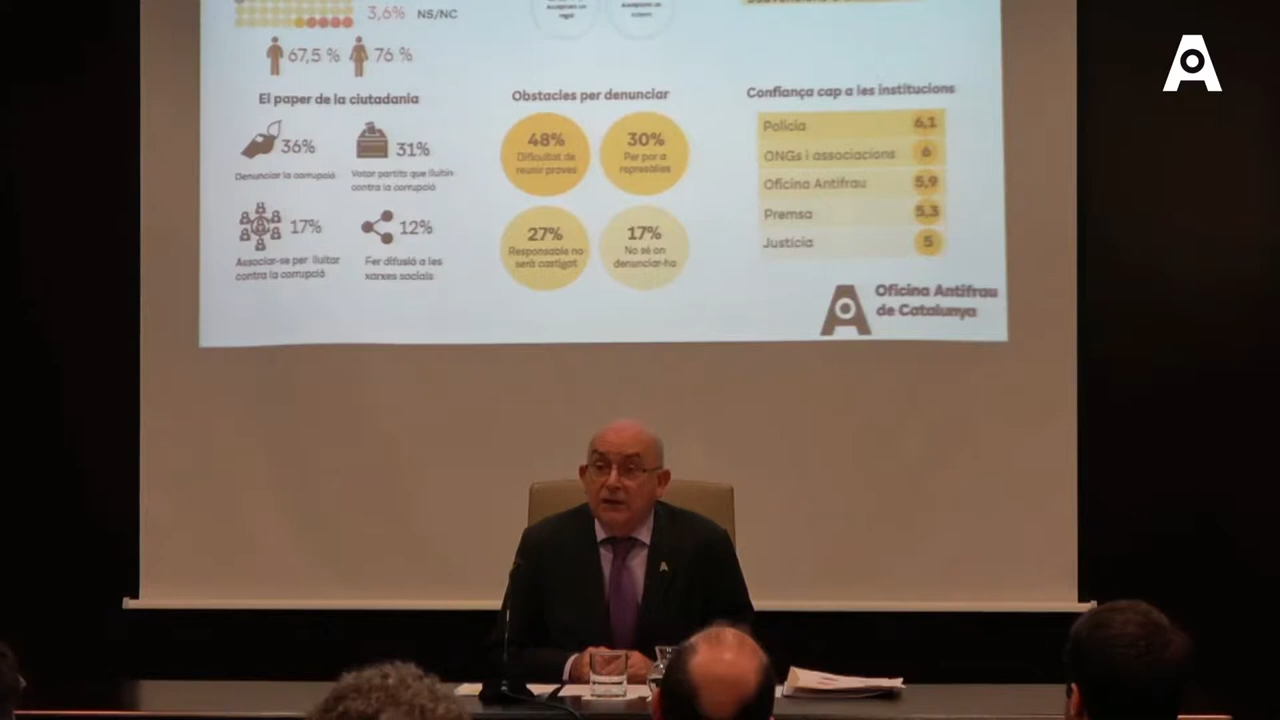 3,6% NS/NC
67,5 % 76 %
El paper de la ciutadania
36%
Denunciar la corrupció
31%
Votar partits que lluitin
contra la corrupció
17%
Associar-se per lluitar
contra la corrupció
12%
Fer difusió a les
xarxes socials
Obstacles per denunciar
48%
Dificultat de
reunir proves
30%
Per por a
represàlies
27%
Responsable no
serà castigat
17%
No sé on
denunciar-ho
Confiança cap a les institucions
Policia 6,1
ONGs i associacions 6
Oficina Antifrau 5,9
Premsa 5,3
Justícia 5
Oficina Antifrau
de Catalunya